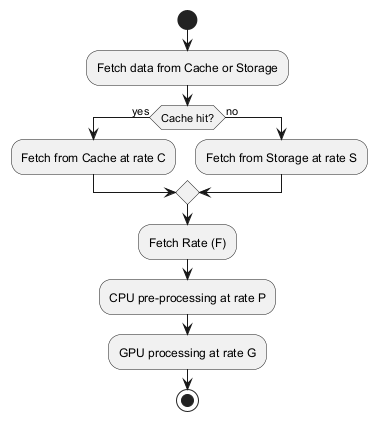 Fetch data from Cache or Storage
Cache hit?
yes
no
Fetch from Cache at rate C
Fetch from Storage at rate S
Fetch Rate (F)
CPU pre-processing at rate P
GPU processing at rate G